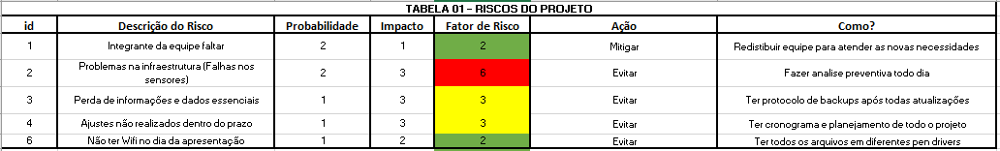 TABELA 01 - RISCOS DO PROJETO
id Descrição do Risco Probabilidade Impacto Fator de Risco Ação Como?
1 Integrante da equipe faltar 2 1 2 Mitigar Redistibuir equipe para atender as novas necessidades
2 Problemas na infraestrutura (Falhas nos sensores) 2 3 6 Evitar Fazer analise preventiva todo dia
3 Perda de informações e dados essenciais 1 3 3 Evitar Ter protocolo de backups após todas atualizações
4 Ajustes não realizados dentro do prazo 1 3 3 Evitar Ter cronograma e planejamento de todo o projeto
6 Não ter Wifi no dia da apresentação 1 2 2 Evitar Ter todos os arquivos em diferentes pen drivers